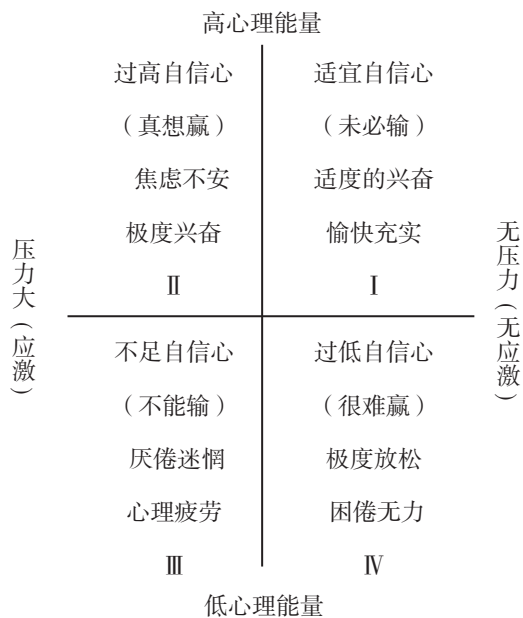 高心理能量
过高自信心
（真想赢）
焦虑不安
极度兴奋
Ⅱ
适宜自信心
（未必输）
适度的兴奋
愉快充实
Ⅰ
压力大（应激）
无压力（无应激）
不足自信心
（不能输）
厌倦迷惘
心理疲劳
Ⅲ
过低自信心
（很难赢）
极度放松
困倦无力
Ⅳ
低心理能量